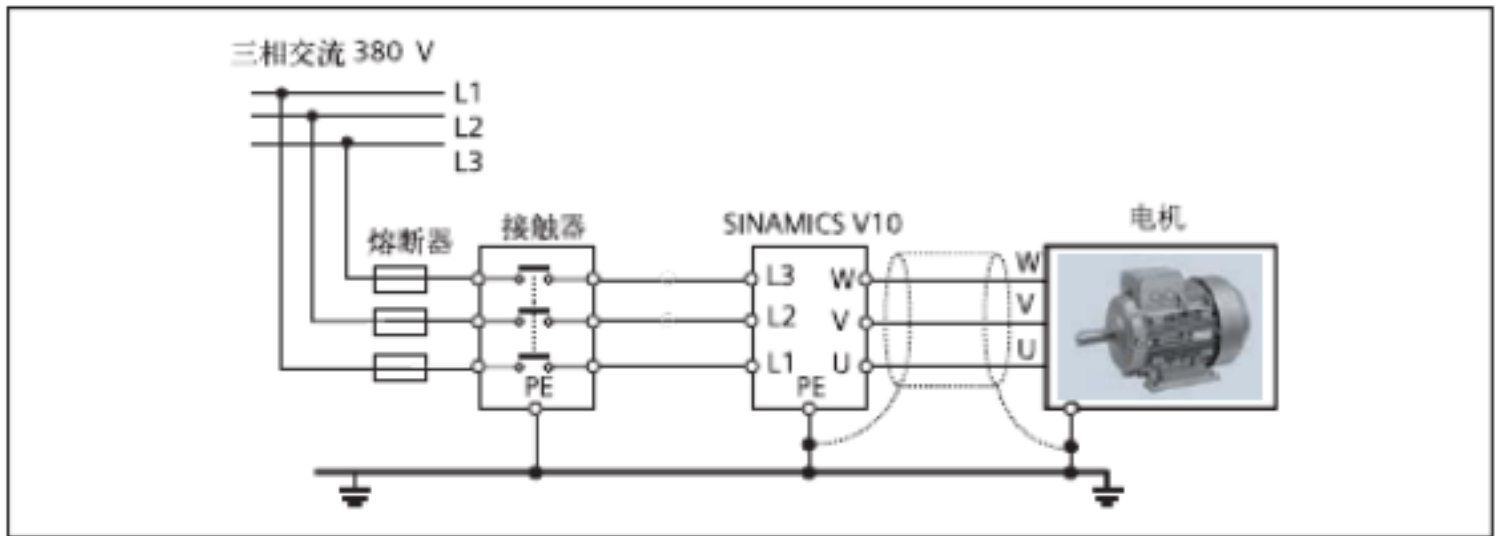 三相交流 380 V
L1
L2
L3
熔断器
接触器
SINAMICS V10
电机
L3 W
W
L2 V
V
L1 U
U
PE
PE